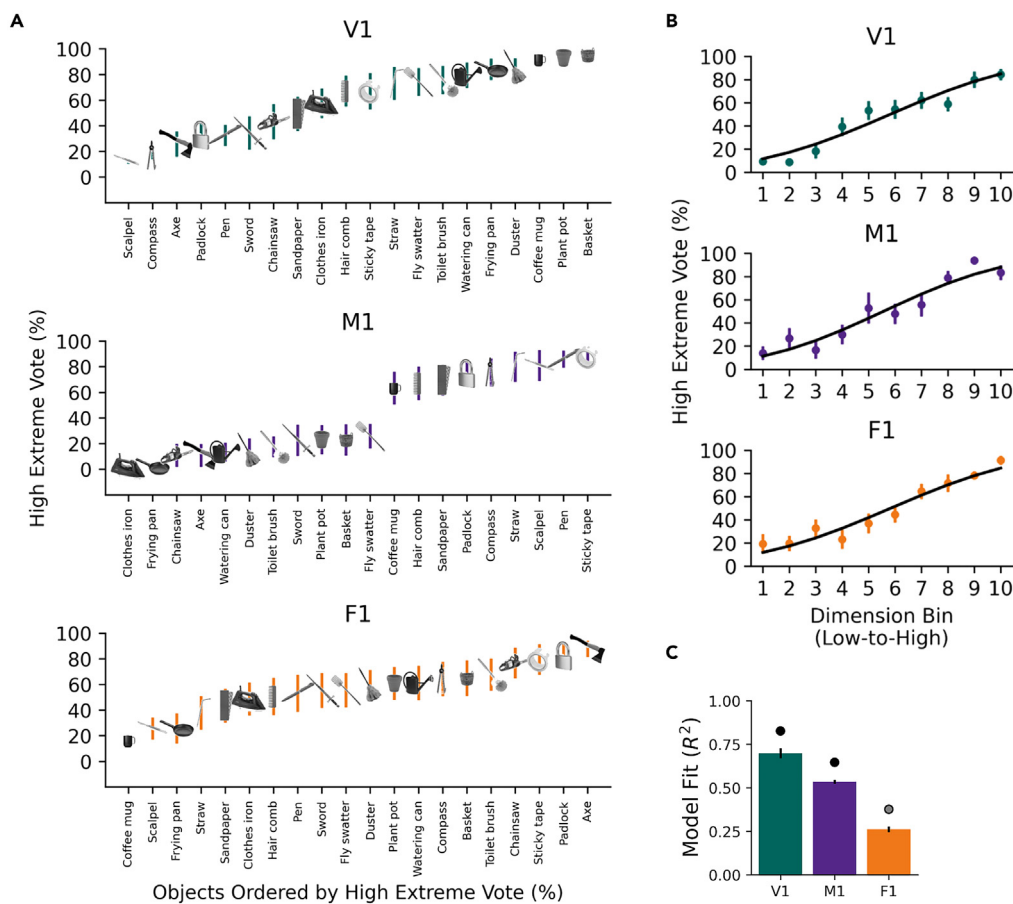 A
V1
100
80
60
40
20
0
Scalpel
Compass
Axe
Padlock
Pen
Sword
Chainsaw
Sandpaper
Clothes iron
Hair comb
Sticky tape
Straw
Fly swatter
Toilet brush
Watering can
Frying pan
Duster
Coffee mug
Plant pot
Basket
High Extreme Vote (%)
M1
100
80
60
40
20
0
Clothes iron
Frying pan
Chainsaw
Axe
Watering can
Duster
Toilet brush
Sword
Plant pot
Basket
Fly swatter
Coffee mug
Hair comb
Sandpaper
Padlock
Compass
Straw
Scalpel
Pen
Sticky tape
F1
100
80
60
40
20
0
Coffee mug
Scalpel
Frying pan
Straw
Sandpaper
Clothes iron
Hair comb
Pen
Sword
Fly swatter
Duster
Plant pot
Watering can
Compass
Basket
Toilet brush
Chainsaw
Sticky tape
Padlock
Axe
Objects Ordered by High Extreme Vote (%)
B
V1
100
80
60
40
20
0
1 2 3 4 5 6 7 8 9 10
High Extreme Vote (%)
M1
100
80
60
40
20
0
1 2 3 4 5 6 7 8 9 10
F1
100
80
60
40
20
0
1 2 3 4 5 6 7 8 9 10
Dimension Bin
(Low-to-High)
C
Model Fit (R²)
1.00
0.75
0.50
0.25
0.00
V1 M1 F1